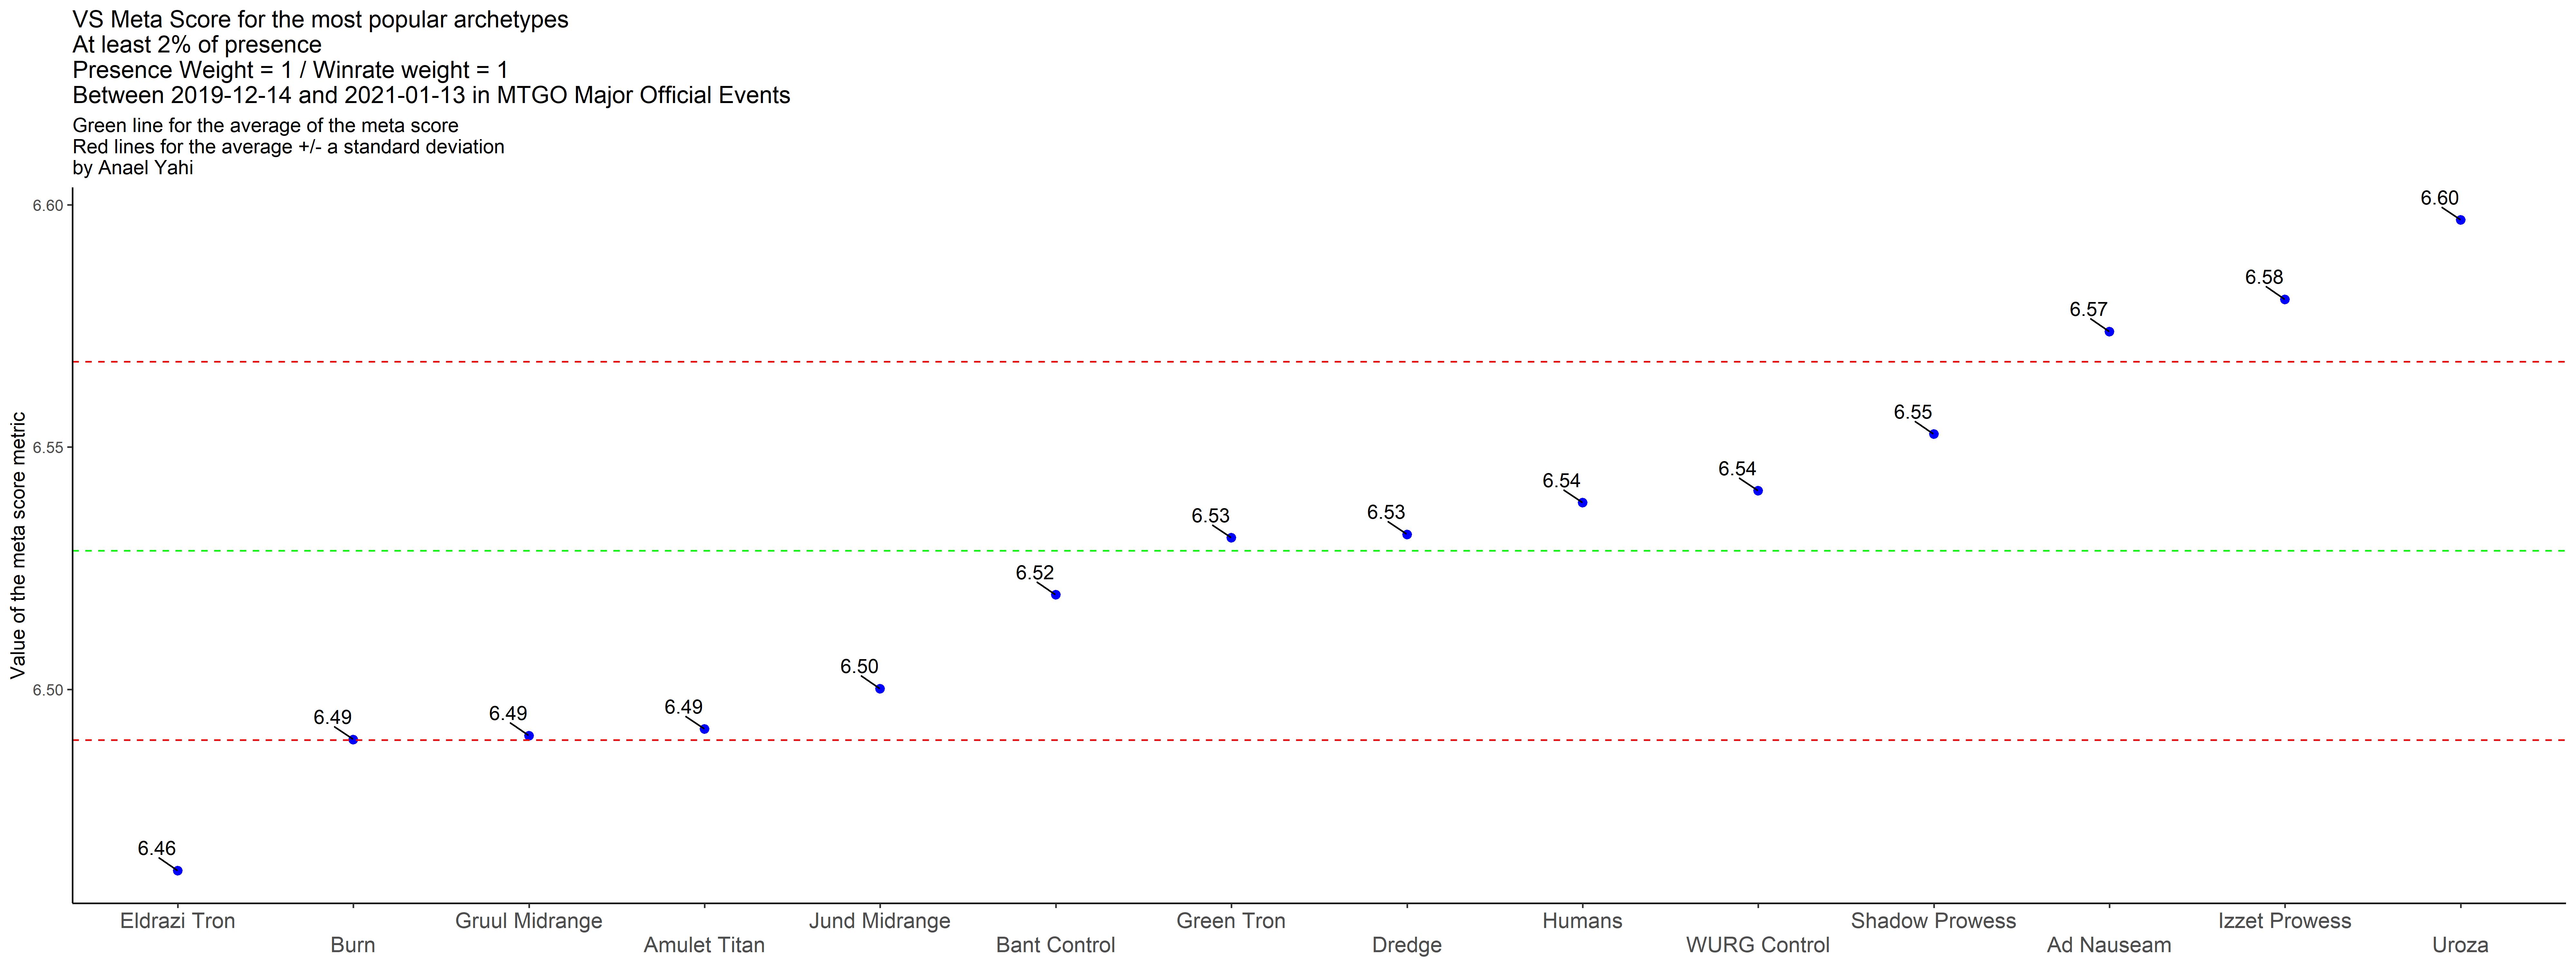 VS Meta Score for the most popular archetypes
At least 2% of presence
Presence Weight = 1 / Winrate weight = 1
Between 2019-12-14 and 2021-01-13 in MTGO Major Official Events
Green line for the average of the meta score
Red lines for the average +/- a standard deviation
by Anael Yahi
Value of the meta score metric
6.60
6.55
6.50
6.46
6.49
6.49
6.49
6.50
6.52
6.53
6.53
6.54
6.54
6.55
6.57
6.58
6.60
Eldrazi Tron
Burn
Gruul Midrange
Amulet Titan
Jund Midrange
Bant Control
Green Tron
Dredge
Humans
WURG Control
Shadow Prowess
Ad Nauseam
Izzet Prowess
Uroza